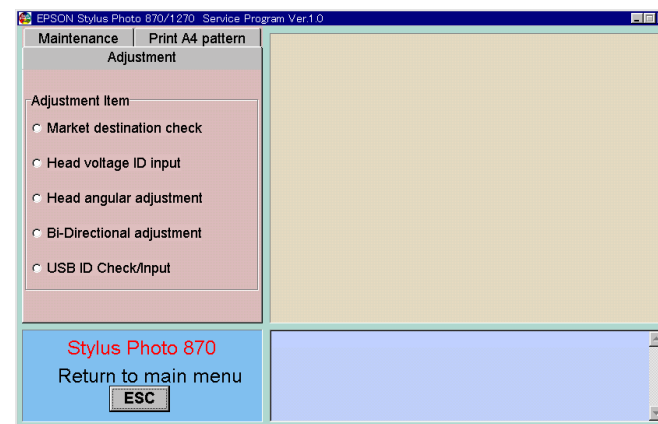 EPSON Stylus Photo 870/1270 Service Program Ver.1.0
Maintenance
Print A4 pattern
Adjustment
Adjustment Item
Market destination check
Head voltage ID input
Head angular adjustment
Bi-Directional adjustment
USB ID Check/Input
Stylus Photo 870
Return to main menu
ESC